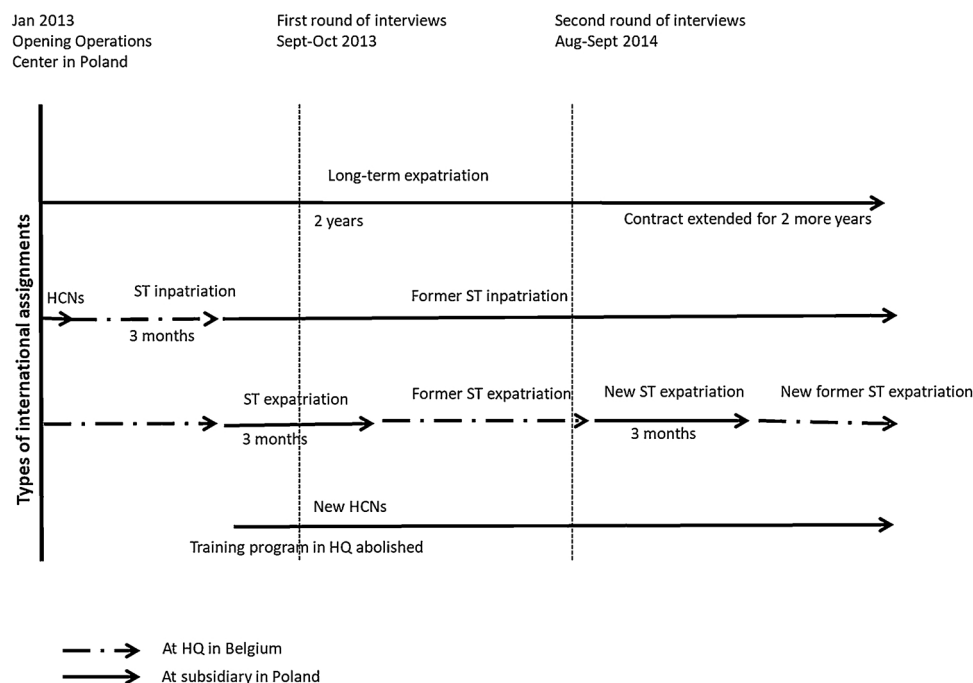 Jan 2013
Opening Operations
Center in Poland
First round of interviews
Sept-Oct 2013
Second round of interviews
Aug-Sept 2014
Types of international assignments
Long-term expatriation
2 years
Contract extended for 2 more years
HCNs
ST inpatriation
3 months
Former ST inpatriation
ST expatriation
3 months
Former ST expatriation
New ST expatriation
3 months
New former ST expatriation
New HCNs
Training program in HQ abolished
At HQ in Belgium
At subsidiary in Poland